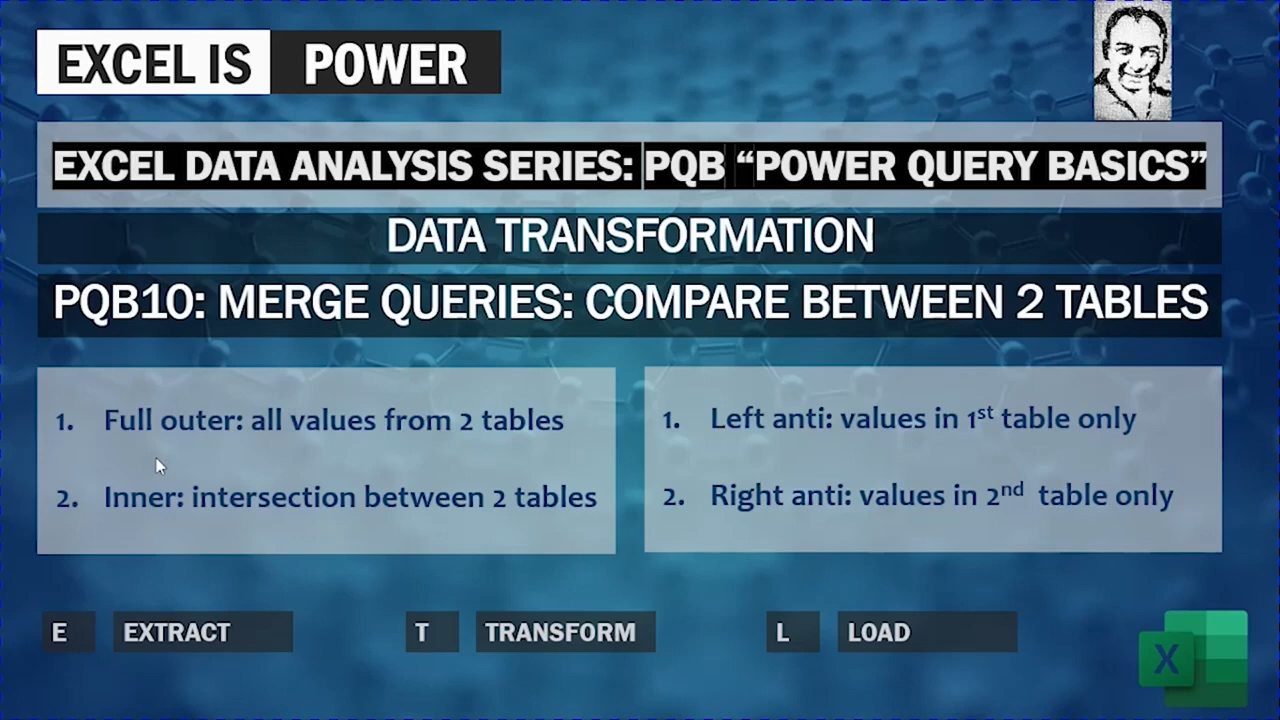 EXCEL IS POWER
EXCEL DATA ANALYSIS SERIES: PQB “POWER QUERY BASICS”
DATA TRANSFORMATION
PQB10: MERGE QUERIES: COMPARE BETWEEN 2 TABLES
1. Full outer: all values from 2 tables
2. Inner: intersection between 2 tables
1. Left anti: values in 1st table only
2. Right anti: values in 2nd table only
E EXTRACT T TRANSFORM L LOAD
X